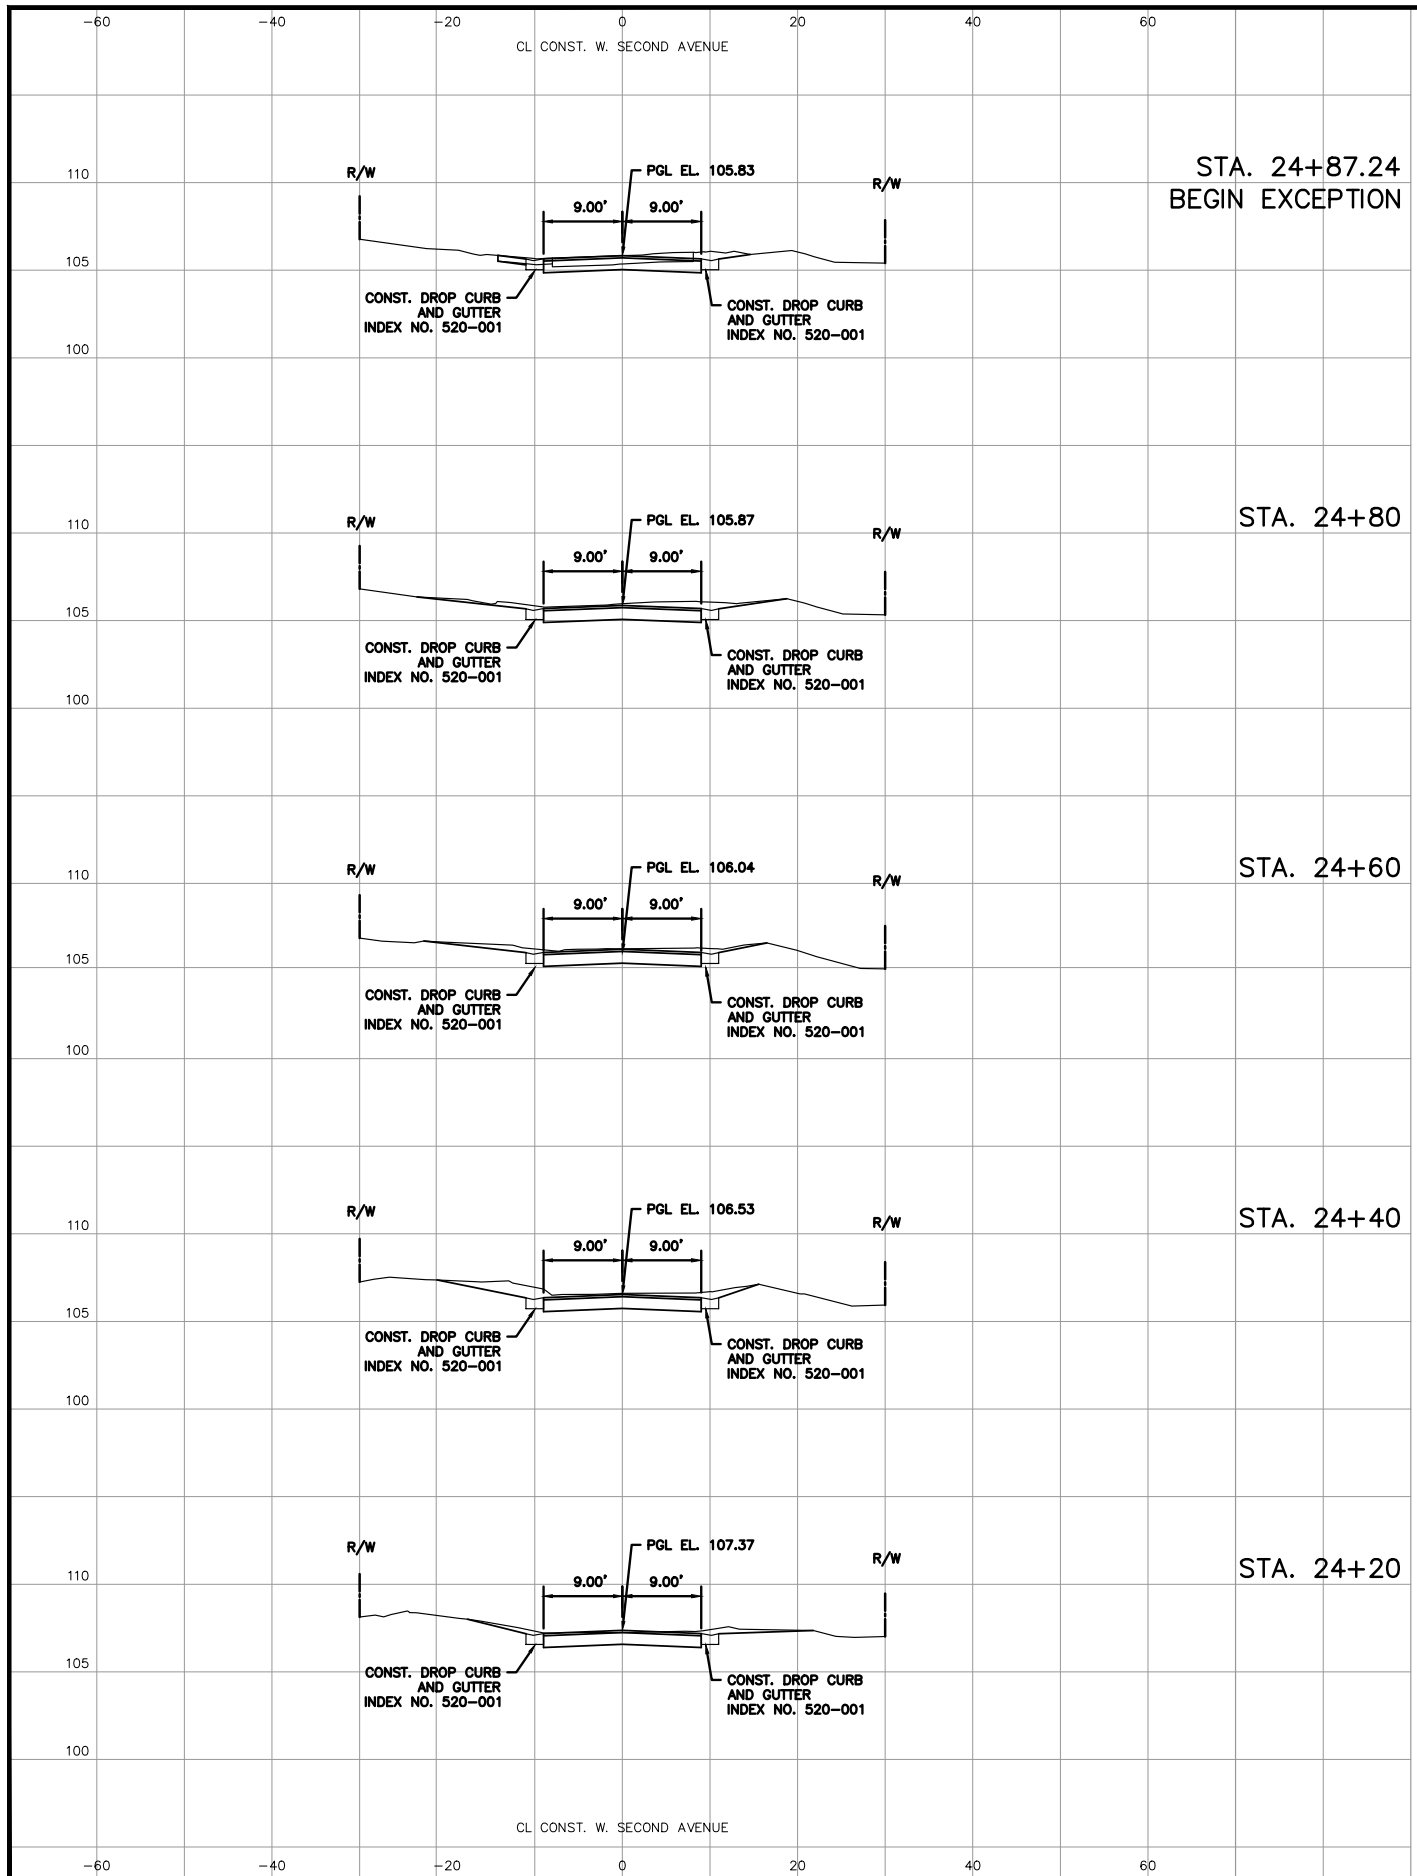 -60 -40 -20 0 20 40 60
CL CONST. W. SECOND AVENUE
STA. 24+87.24
BEGIN EXCEPTION
110
R/W
PGL EL. 105.83
R/W
9.00' 9.00'
105
CONST. DROP CURB
AND GUTTER
INDEX NO. 520-001
CONST. DROP CURB
AND GUTTER
INDEX NO. 520-001
100
STA. 24+80
110
R/W
PGL EL. 105.87
R/W
9.00' 9.00'
105
CONST. DROP CURB
AND GUTTER
INDEX NO. 520-001
CONST. DROP CURB
AND GUTTER
INDEX NO. 520-001
100
STA. 24+60
110
R/W
PGL EL. 106.04
R/W
9.00' 9.00'
105
CONST. DROP CURB
AND GUTTER
INDEX NO. 520-001
CONST. DROP CURB
AND GUTTER
INDEX NO. 520-001
100
STA. 24+40
110
R/W
PGL EL. 106.53
R/W
9.00' 9.00'
105
CONST. DROP CURB
AND GUTTER
INDEX NO. 520-001
CONST. DROP CURB
AND GUTTER
INDEX NO. 520-001
100
STA. 24+20
110
R/W
PGL EL. 107.37
R/W
9.00' 9.00'
105
CONST. DROP CURB
AND GUTTER
INDEX NO. 520-001
CONST. DROP CURB
AND GUTTER
INDEX NO. 520-001
100
CL CONST. W. SECOND AVENUE
-60 -40 -20 0 20 40 60